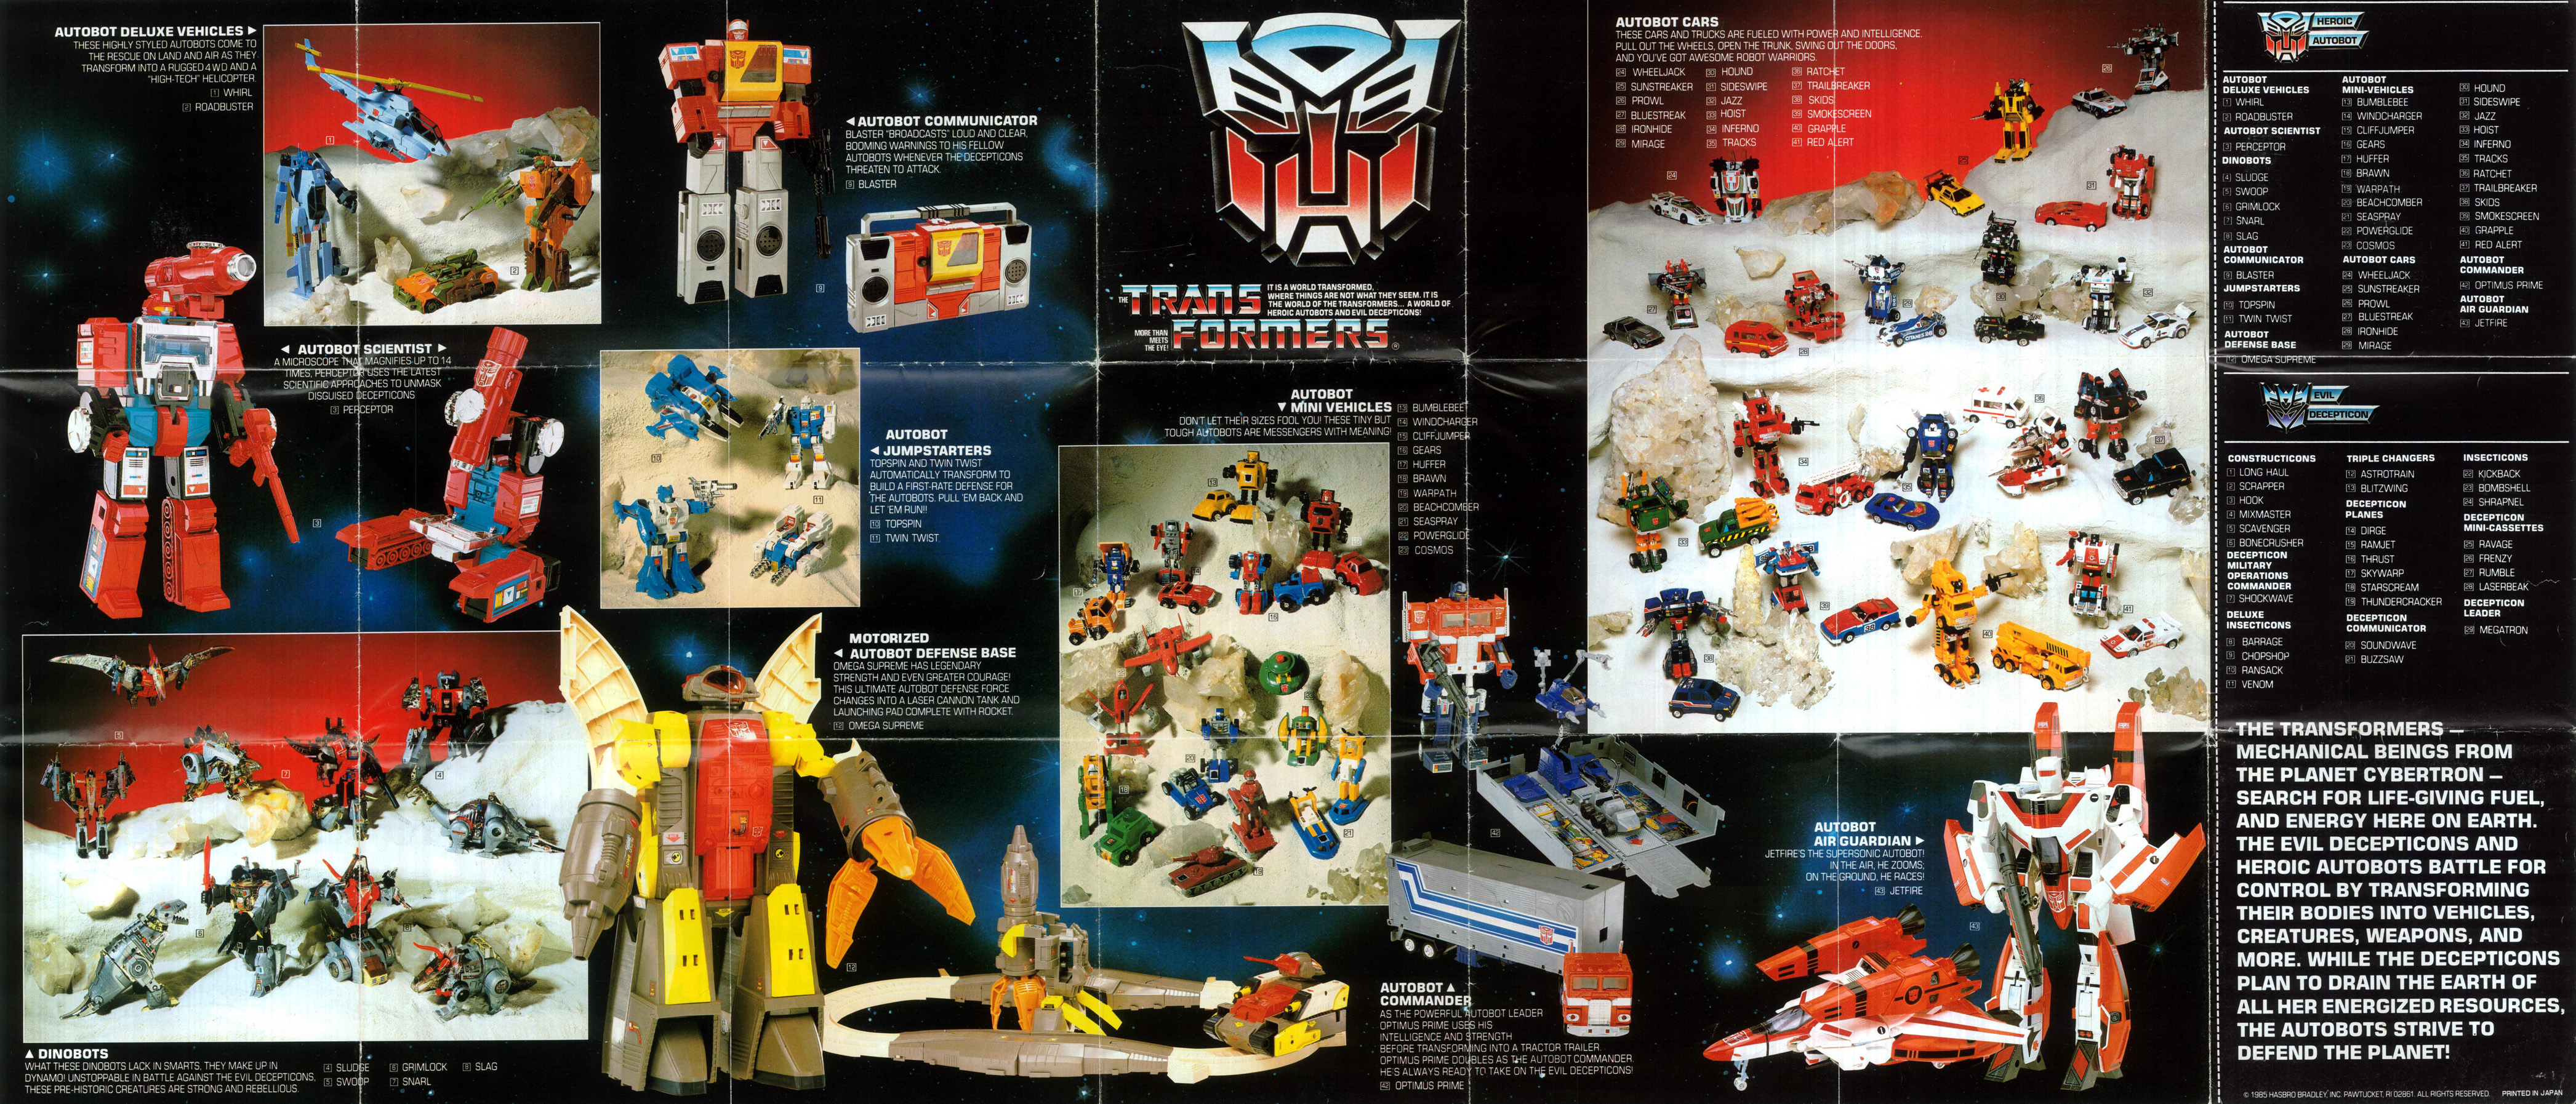 AUTOBOT DELUXE VEHICLES ▶
THESE HIGHLY STYLED AUTOBOTS COME TO
THE RESCUE ON LAND AND AIR AS THEY
TRANSFORM INTO A RUGGED 4 WD AND A
"HIGH-TECH" HELICOPTER.
1 WHIRL
2 ROADBUSTER
◀ AUTOBOT SCIENTIST ▶
A MICROSCOPE THAT MAGNIFIES UP TO 14
TIMES, PERCEPTOR USES THE LATEST
SCIENTIFIC APPROACHES TO UNMASK
DISGUISED DECEPTICONS
3 PERCEPTOR
◀ AUTOBOT COMMUNICATOR
BLASTER "BROADCASTS" LOUD AND CLEAR,
BOOMING WARNINGS TO HIS FELLOW
AUTOBOTS WHENEVER THE DECEPTICONS
THREATEN TO ATTACK.
9 BLASTER
AUTOBOT
◀ JUMPSTARTERS
TOPSPIN AND TWIN TWIST
AUTOMATICALLY TRANSFORM TO
BUILD A FIRST-RATE DEFENSE FOR
THE AUTOBOTS. PULL 'EM BACK AND
LET 'EM RUN!!
10 TOPSPIN
11 TWIN TWIST
MOTORIZED
◀ AUTOBOT DEFENSE BASE
OMEGA SUPREME HAS LEGENDARY
STRENGTH AND EVEN GREATER COURAGE!
THIS ULTIMATE AUTOBOT DEFENSE FORCE
CHANGES INTO A LASER CANNON TANK AND
LAUNCHING PAD COMPLETE WITH ROCKET.
12 OMEGA SUPREME
▲ DINOBOTS
WHAT THESE DINOBOTS LACK IN SMARTS, THEY MAKE UP IN
DYNAMO! UNSTOPPABLE IN BATTLE AGAINST THE EVIL DECEPTICONS,
THESE PRE-HISTORIC CREATURES ARE STRONG AND REBELLIOUS.
4 SLUDGE
5 SWOOP
6 GRIMLOCK
7 SNARL
8 SLAG
THE TRANSFORMERS®
MORE THAN
MEETS
THE EYE!
IT IS A WORLD TRANSFORMED,
WHERE THINGS ARE NOT WHAT THEY SEEM. IT IS
THE WORLD OF THE TRANSFORMERS... A WORLD OF
HEROIC AUTOBOTS AND EVIL DECEPTICONS!
AUTOBOT
▼ MINI VEHICLES
DON'T LET THEIR SIZES FOOL YOU! THESE TINY BUT
TOUGH AUTOBOTS ARE MESSENGERS WITH MEANING!
13 BUMBLEBEE
14 WINDCHARGER
15 CLIFFJUMPER
16 GEARS
17 HUFFER
18 BRAWN
19 WARPATH
20 BEACHCOMBER
21 SEASPRAY
22 POWERGLIDE
23 COSMOS
AUTOBOT ▲
COMMANDER
AS THE POWERFUL AUTOBOT LEADER
OPTIMUS PRIME USES HIS
INTELLIGENCE AND STRENGTH
BEFORE TRANSFORMING INTO A TRACTOR TRAILER.
OPTIMUS PRIME DOUBLES AS THE AUTOBOT COMMANDER.
HE'S ALWAYS READY TO TAKE ON THE EVIL DECEPTICONS!
42 OPTIMUS PRIME
AUTOBOT CARS
THESE CARS AND TRUCKS ARE FUELED WITH POWER AND INTELLIGENCE.
PULL OUT THE WHEELS, OPEN THE TRUNK, SWING OUT THE DOORS,
AND YOU'VE GOT AWESOME ROBOT WARRIORS.
24 WHEELJACK
25 SUNSTREAKER
26 PROWL
27 BLUESTREAK
28 IRONHIDE
29 MIRAGE
30 HOUND
31 SIDESWIPE
32 JAZZ
33 HOIST
34 INFERNO
35 TRACKS
36 RATCHET
37 TRAILBREAKER
38 SKIDS
39 SMOKESCREEN
40 GRAPPLE
41 RED ALERT
AUTOBOT
AIR GUARDIAN ▶
JETFIRE'S THE SUPERSONIC AUTOBOT!
IN THE AIR, HE ZOOMS;
ON THE GROUND, HE RACES!
43 JETFIRE
HEROIC
AUTOBOT
AUTOBOT
DELUXE VEHICLES
1 WHIRL
2 ROADBUSTER
AUTOBOT SCIENTIST
3 PERCEPTOR
DINOBOTS
4 SLUDGE
5 SWOOP
6 GRIMLOCK
7 SNARL
8 SLAG
AUTOBOT
COMMUNICATOR
9 BLASTER
JUMPSTARTERS
10 TOPSPIN
11 TWIN TWIST
AUTOBOT
DEFENSE BASE
12 OMEGA SUPREME
AUTOBOT
MINI-VEHICLES
13 BUMBLEBEE
14 WINDCHARGER
15 CLIFFJUMPER
16 GEARS
17 HUFFER
18 BRAWN
19 WARPATH
20 BEACHCOMBER
21 SEASPRAY
22 POWERGLIDE
23 COSMOS
AUTOBOT CARS
24 WHEELJACK
25 SUNSTREAKER
26 PROWL
27 BLUESTREAK
28 IRONHIDE
29 MIRAGE
30 HOUND
31 SIDESWIPE
32 JAZZ
33 HOIST
34 INFERNO
35 TRACKS
36 RATCHET
37 TRAILBREAKER
38 SKIDS
39 SMOKESCREEN
40 GRAPPLE
41 RED ALERT
AUTOBOT
COMMANDER
42 OPTIMUS PRIME
AUTOBOT
AIR GUARDIAN
43 JETFIRE
EVIL
DECEPTICON
CONSTRUCTICONS
1 LONG HAUL
2 SCRAPPER
3 HOOK
4 MIXMASTER
5 SCAVENGER
6 BONECRUSHER
DECEPTICON
MILITARY
OPERATIONS
COMMANDER
7 SHOCKWAVE
DELUXE
INSECTICONS
8 BARRAGE
9 CHOPSHOP
10 RANSACK
11 VENOM
TRIPLE CHANGERS
12 ASTROTRAIN
13 BLITZWING
DECEPTICON
PLANES
14 DIRGE
15 RAMJET
16 THRUST
17 SKYWARP
18 STARSCREAM
19 THUNDERCRACKER
DECEPTICON
COMMUNICATOR
20 SOUNDWAVE
21 BUZZSAW
INSECTICONS
22 KICKBACK
23 BOMBSHELL
24 SHRAPNEL
DECEPTICON
MINI-CASSETTES
25 RAVAGE
26 FRENZY
27 RUMBLE
28 LASERBEAK
DECEPTICON
LEADER
29 MEGATRON
THE TRANSFORMERS —
MECHANICAL BEINGS FROM
THE PLANET CYBERTRON —
SEARCH FOR LIFE-GIVING FUEL,
AND ENERGY HERE ON EARTH.
THE EVIL DECEPTICONS AND
HEROIC AUTOBOTS BATTLE FOR
CONTROL BY TRANSFORMING
THEIR BODIES INTO VEHICLES,
CREATURES, WEAPONS, AND
MORE. WHILE THE DECEPTICONS
PLAN TO DRAIN THE EARTH OF
ALL HER ENERGIZED RESOURCES,
THE AUTOBOTS STRIVE TO
DEFEND THE PLANET!
© 1985 HASBRO BRADLEY, INC. PAWTUCKET, RI 02861. ALL RIGHTS RESERVED. PRINTED IN JAPAN